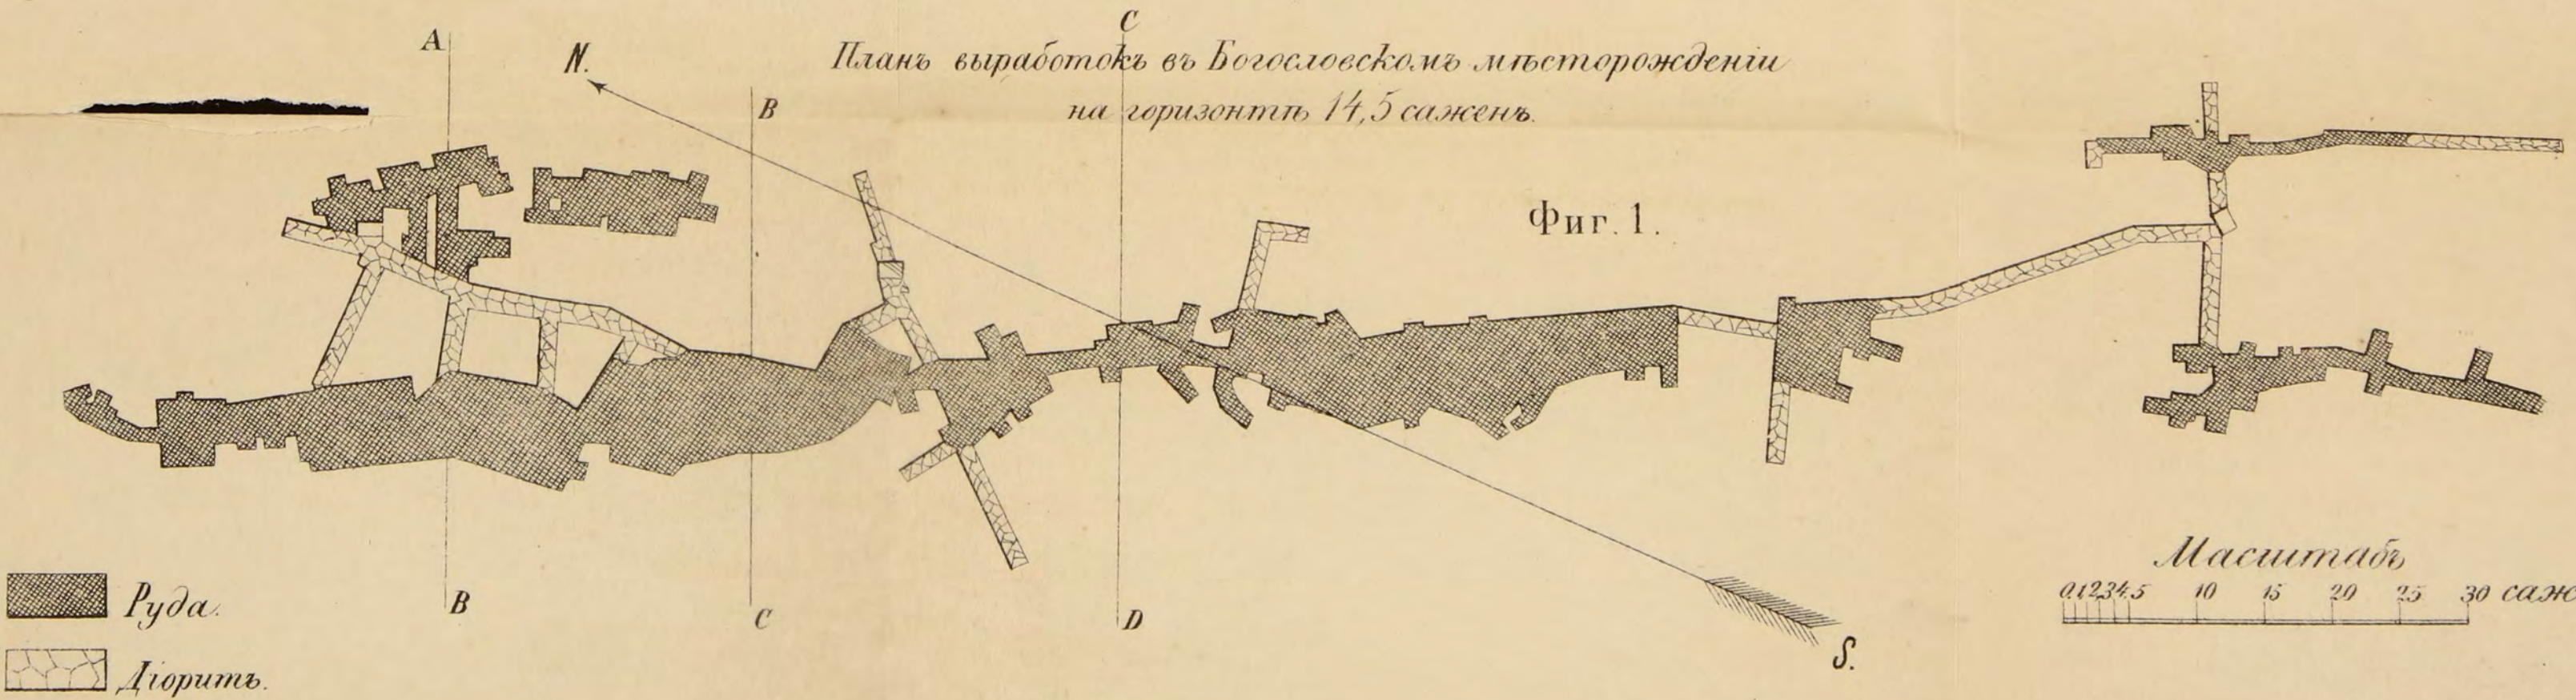 A
N.
C
B
Планъ выработокъ въ Богословскомъ мѣсторожденіи
на горизонтѣ 14,5 саженъ.
Фиг. 1.
Руда.
Діоритъ.
B
C
D
S.
Масштабъ
0 1 2 3 4 5 10 15 20 25 30 саж